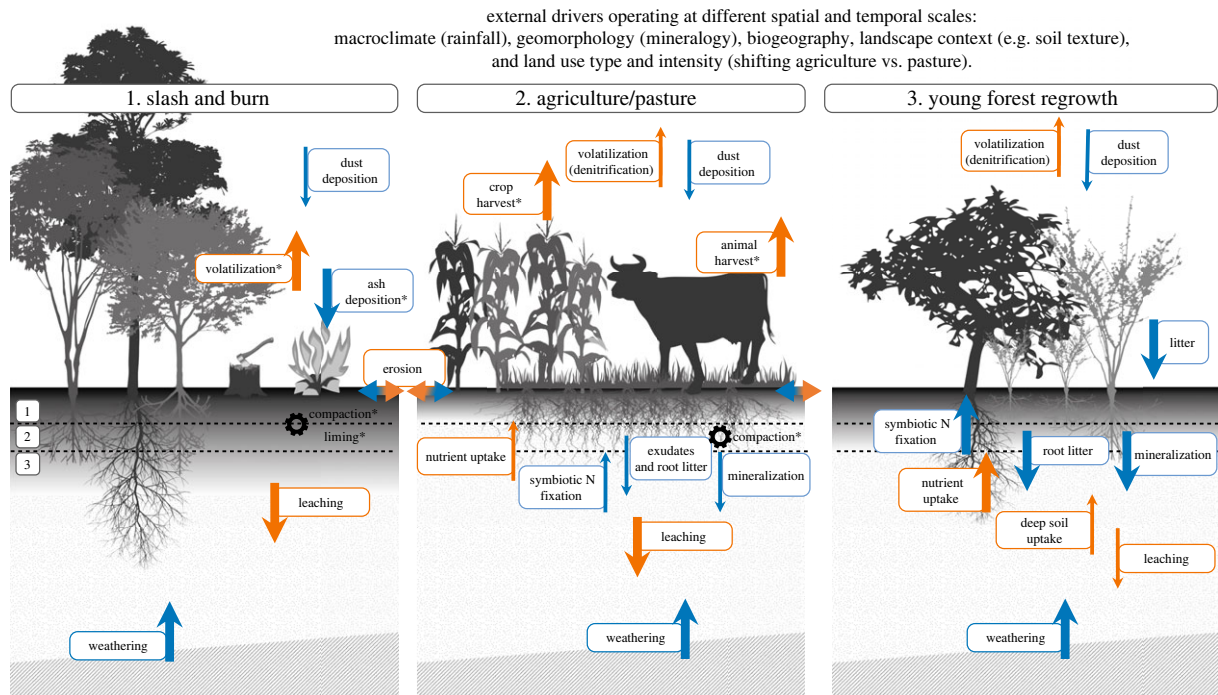 external drivers operating at different spatial and temporal scales:
macroclimate (rainfall), geomorphology (mineralogy), biogeography, landscape context (e.g. soil texture),
and land use type and intensity (shifting agriculture vs. pasture).
1. slash and burn
dust
deposition
volatilization*
ash
deposition*
erosion
1
2
3
compaction*
liming*
leaching
weathering
2. agriculture/pasture
volatilization
(denitrification)
dust
deposition
crop
harvest*
animal
harvest*
compaction*
nutrient uptake
symbiotic N
fixation
exudates
and root litter
mineralization
leaching
weathering
3. young forest regrowth
volatilization
(denitrification)
dust
deposition
litter
symbiotic N
fixation
root litter
mineralization
nutrient
uptake
deep soil
uptake
leaching
weathering